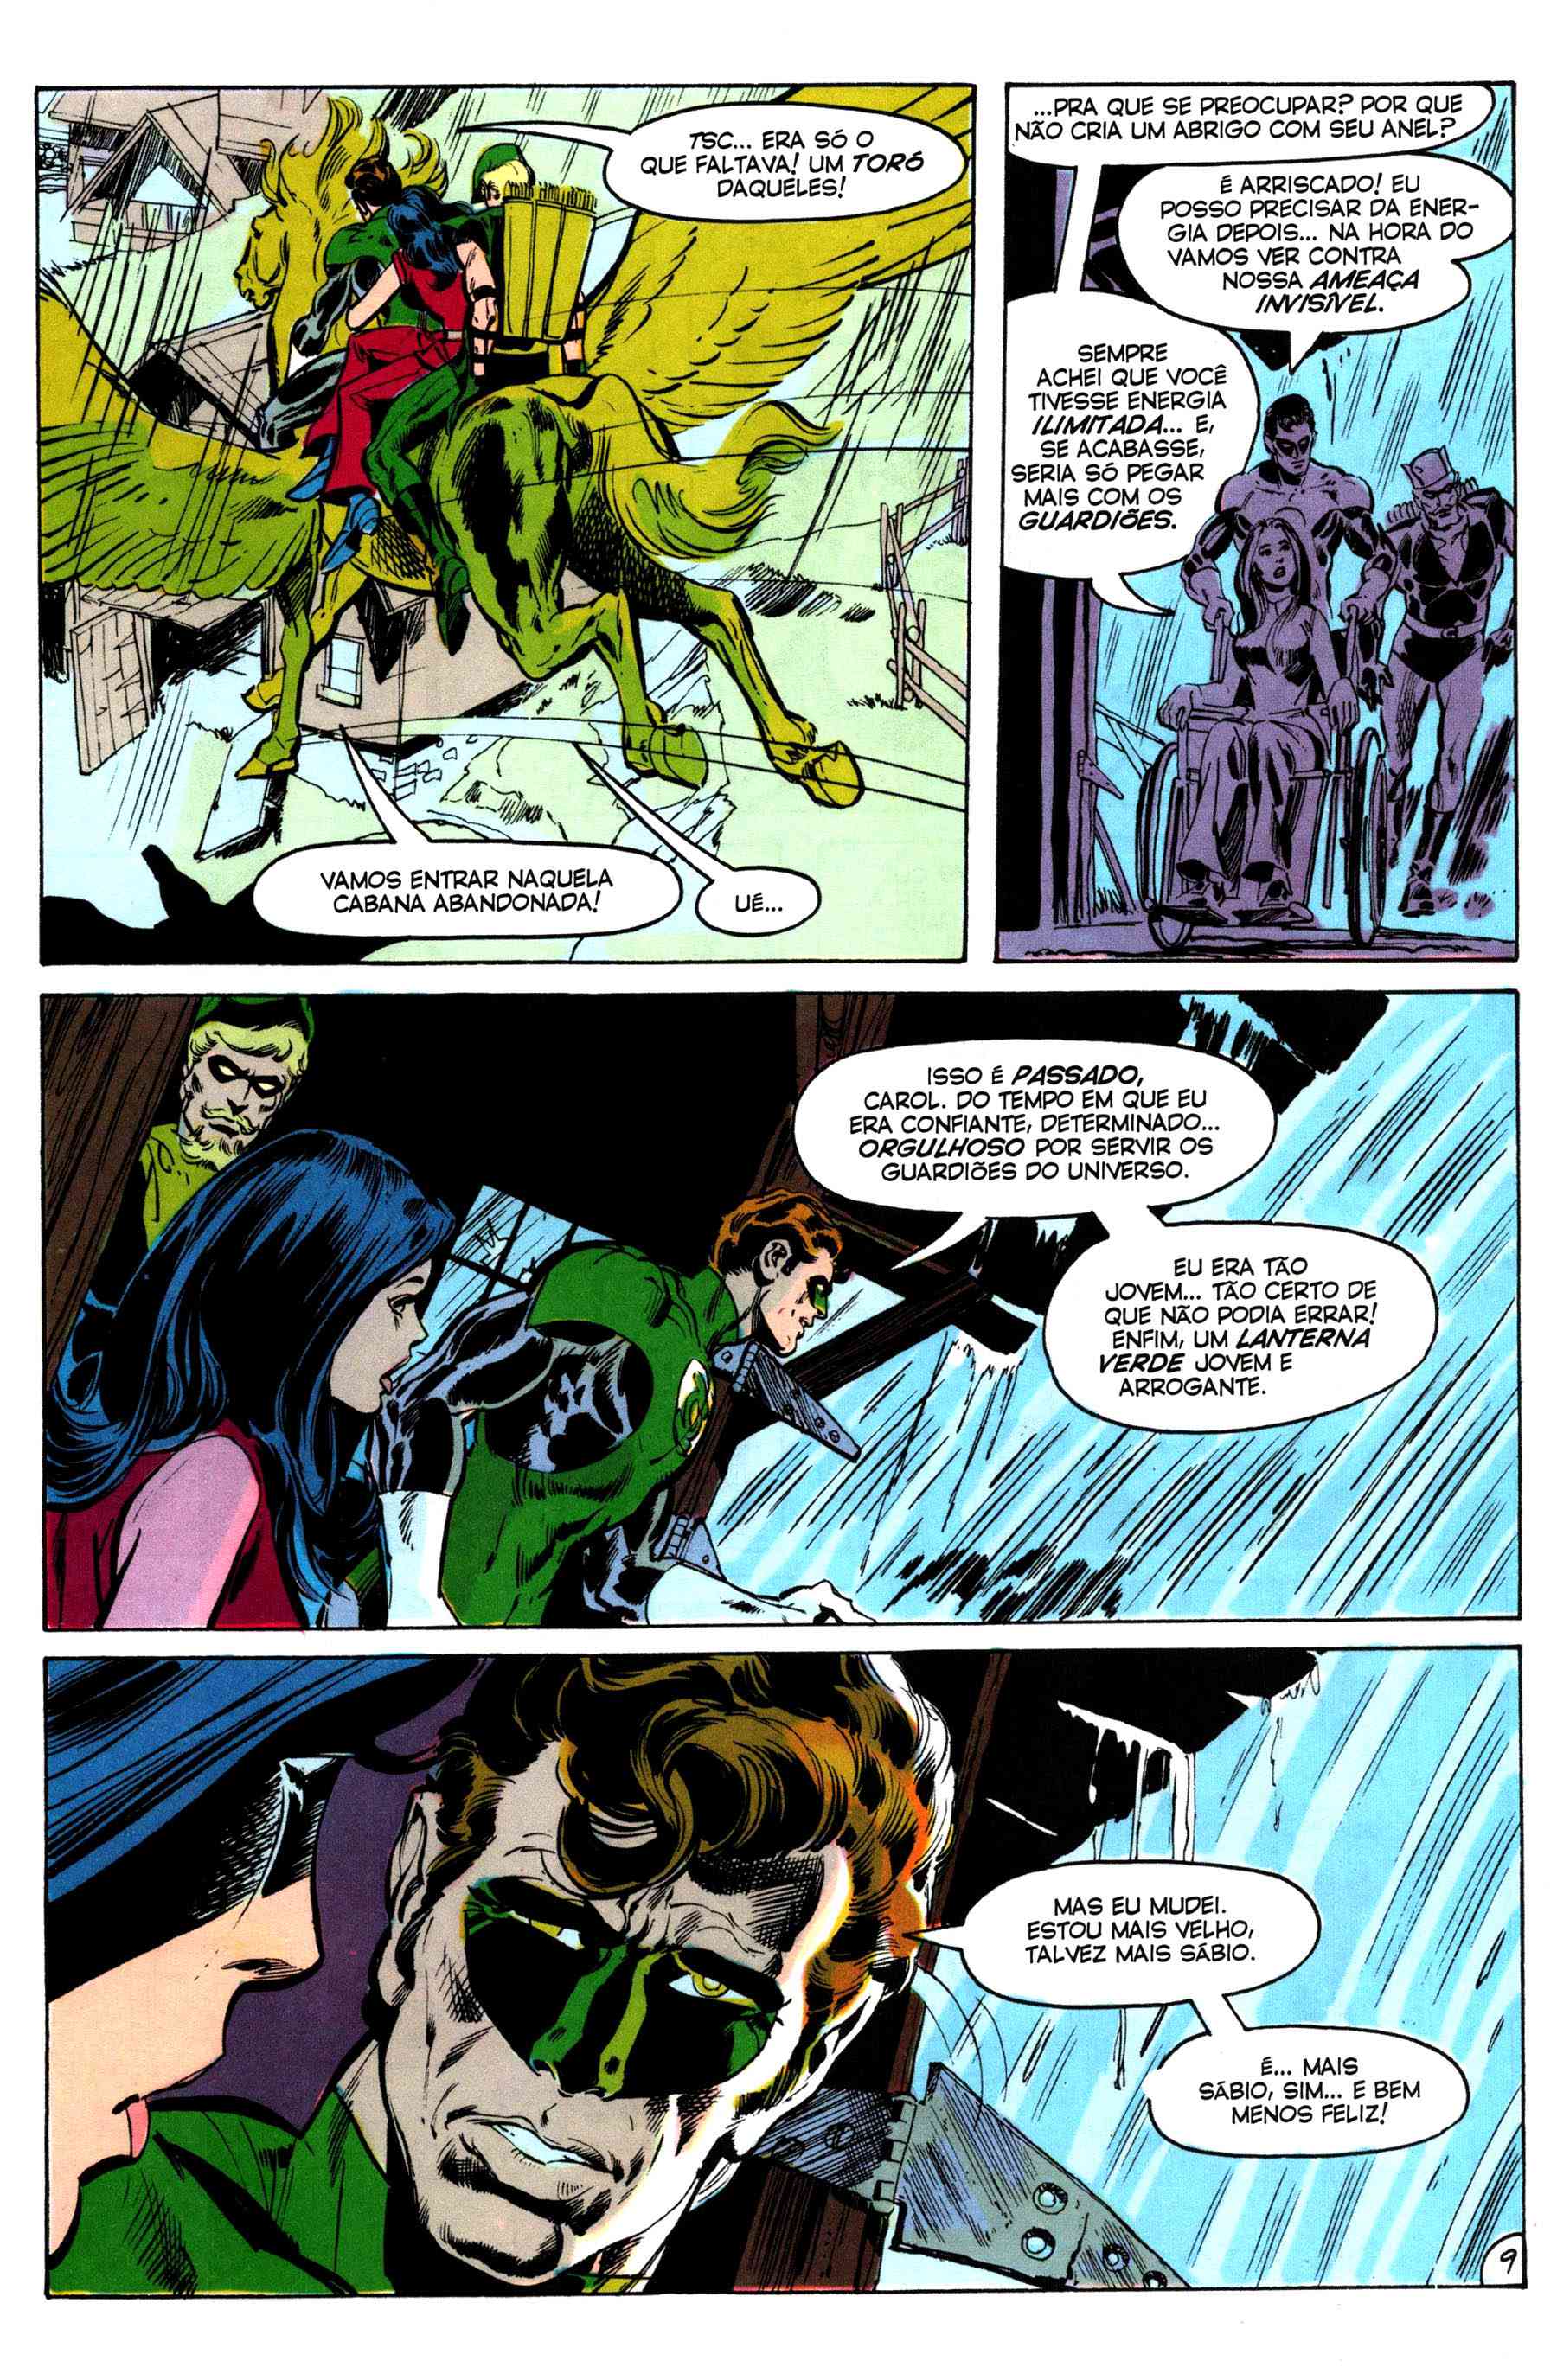 TSC... ERA SÓ O
QUE FALTAVA! UM TORÓ
DAQUELES!
VAMOS ENTRAR NAQUELA
CABANA ABANDONADA!
UÉ...
...PRA QUE SE PREOCUPAR? POR QUE
NÃO CRIA UM ABRIGO COM SEU ANEL?
É ARRISCADO! EU
POSSO PRECISAR DA ENER-
GIA DEPOIS... NA HORA DO
VAMOS VER CONTRA
NOSSA AMEAÇA
INVISÍVEL.
SEMPRE
ACHEI QUE VOCÊ
TIVESSE ENERGIA
ILIMITADA... E,
SE ACABASSE,
SERIA SÓ PEGAR
MAIS COM OS
GUARDIÕES.
ISSO É PASSADO,
CAROL. DO TEMPO EM QUE EU
ERA CONFIANTE, DETERMINADO...
ORGULHOSO POR SERVIR OS
GUARDIÕES DO UNIVERSO.
EU ERA TÃO
JOVEM... TÃO CERTO DE
QUE NÃO PODIA ERRAR!
ENFIM, UM LANTERNA
VERDE JOVEM E
ARROGANTE.
MAS EU MUDEI.
ESTOU MAIS VELHO,
TALVEZ MAIS SÁBIO.
É... MAIS
SÁBIO, SIM... E BEM
MENOS FELIZ!
9